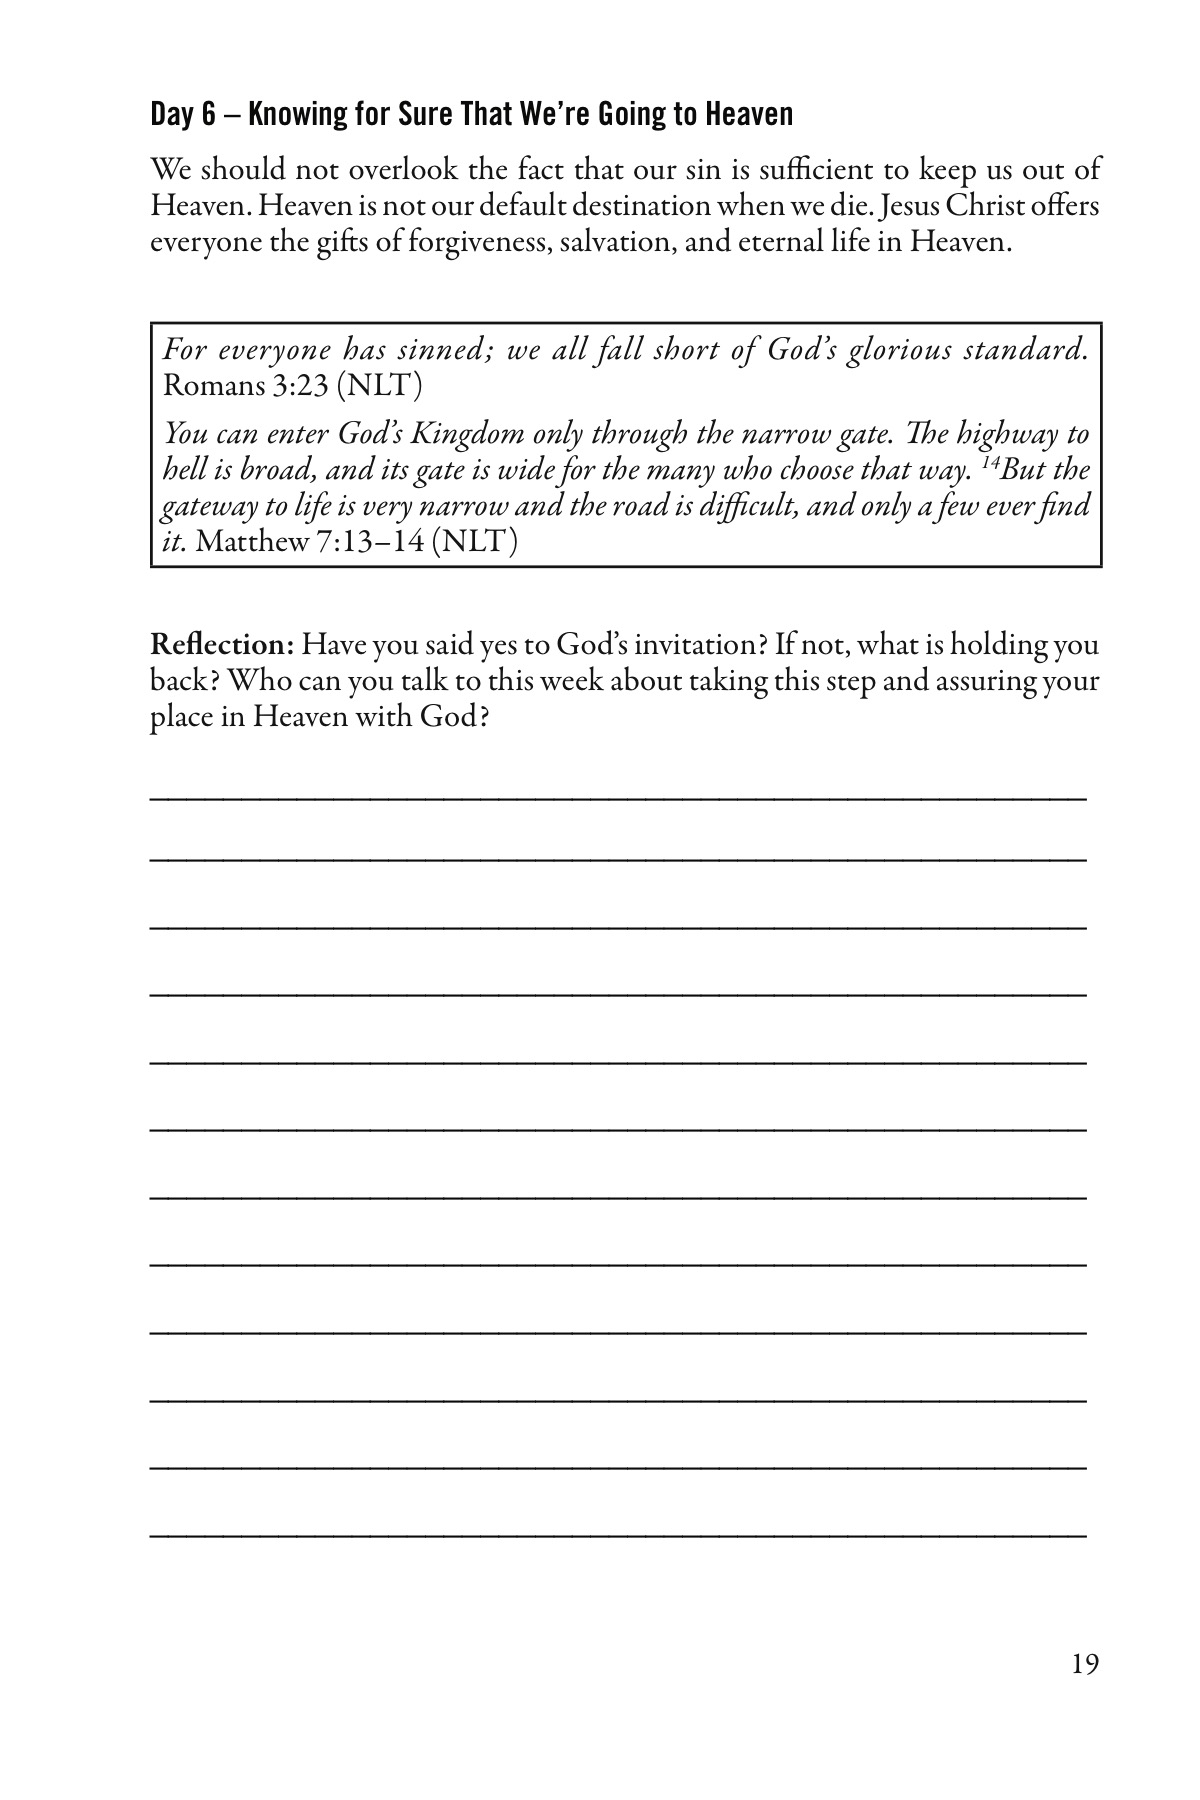 Day 6 – Knowing for Sure That We’re Going to Heaven
We should not overlook the fact that our sin is sufficient to keep us out of
Heaven. Heaven is not our default destination when we die. Jesus Christ offers
everyone the gifts of forgiveness, salvation, and eternal life in Heaven.
For everyone has sinned; we all fall short of God’s glorious standard.
Romans 3:23 (NLT)
You can enter God’s Kingdom only through the narrow gate. The highway to
hell is broad, and its gate is wide for the many who choose that way. ¹⁴But the
gateway to life is very narrow and the road is difficult, and only a few ever find
it. Matthew 7:13–14 (NLT)
Reflection: Have you said yes to God’s invitation? If not, what is holding you
back? Who can you talk to this week about taking this step and assuring your
place in Heaven with God?
19